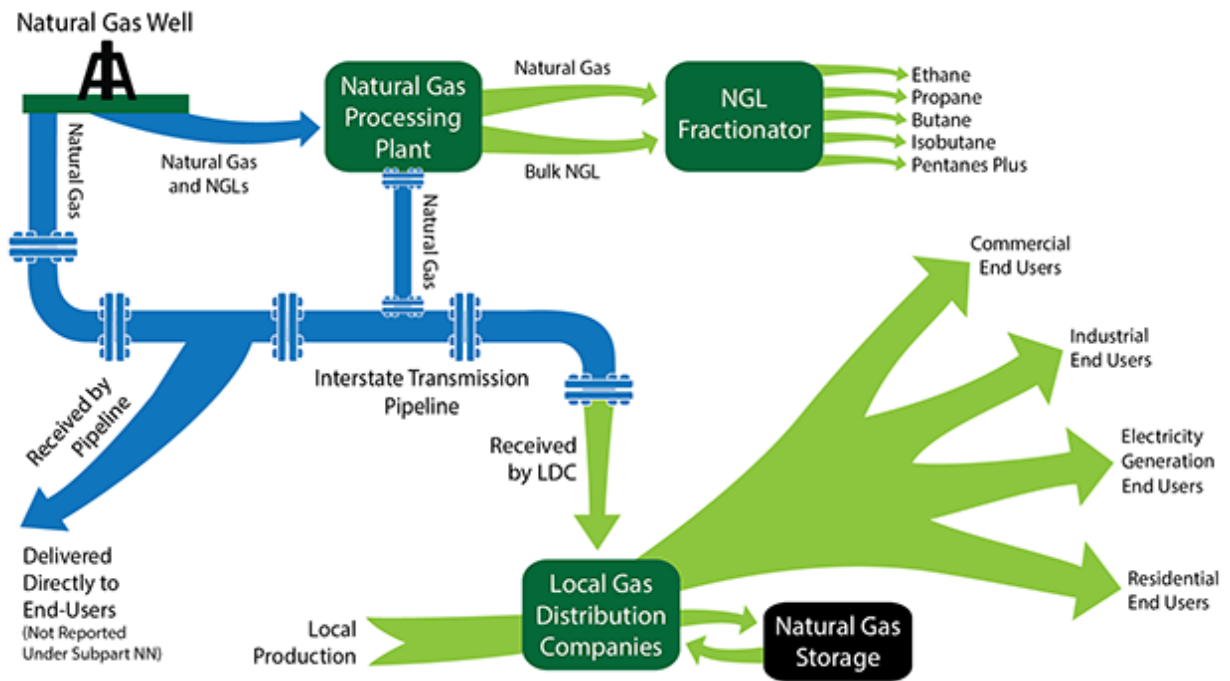 Natural Gas Well
Natural Gas
Natural Gas
and NGLs
Natural Gas
Processing
Plant
Natural Gas
Bulk NGL
NGL
Fractionator
Ethane
Propane
Butane
Isobutane
Pentanes Plus
Natural Gas
Interstate Transmission
Pipeline
Received by
Pipeline
Delivered
Directly to
End-Users
(Not Reported
Under Subpart NN)
Received
by LDC
Local
Production
Local Gas
Distribution
Companies
Natural Gas
Storage
Commercial
End Users
Industrial
End Users
Electricity
Generation
End Users
Residential
End Users